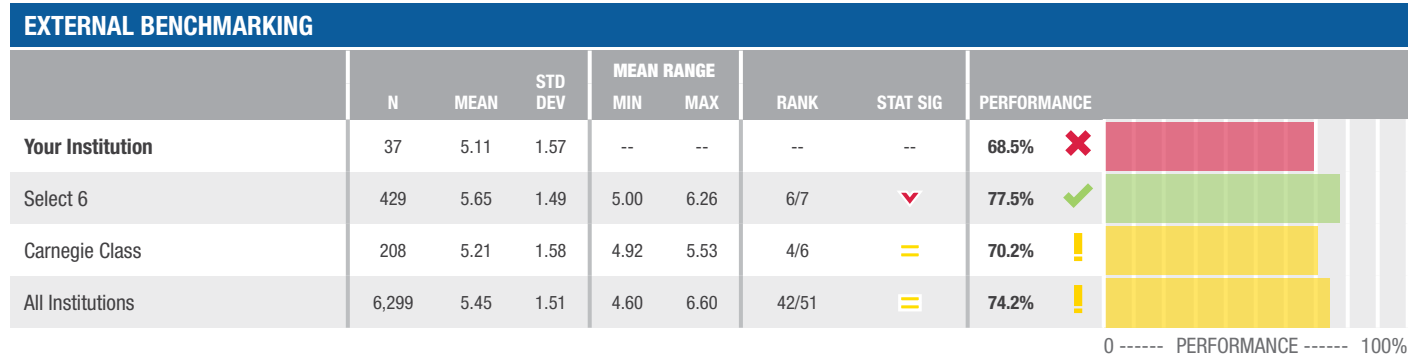 EXTERNAL BENCHMARKING
N MEAN STD DEV MEAN RANGE MIN MAX RANK STAT SIG PERFORMANCE
Your Institution 37 5.11 1.57 -- -- -- -- 68.5%
Select 6 429 5.65 1.49 5.00 6.26 6/7 77.5%
Carnegie Class 208 5.21 1.58 4.92 5.53 4/6 = 70.2% !
All Institutions 6,299 5.45 1.51 4.60 6.60 42/51 = 74.2% !
0 ------ PERFORMANCE ------ 100%